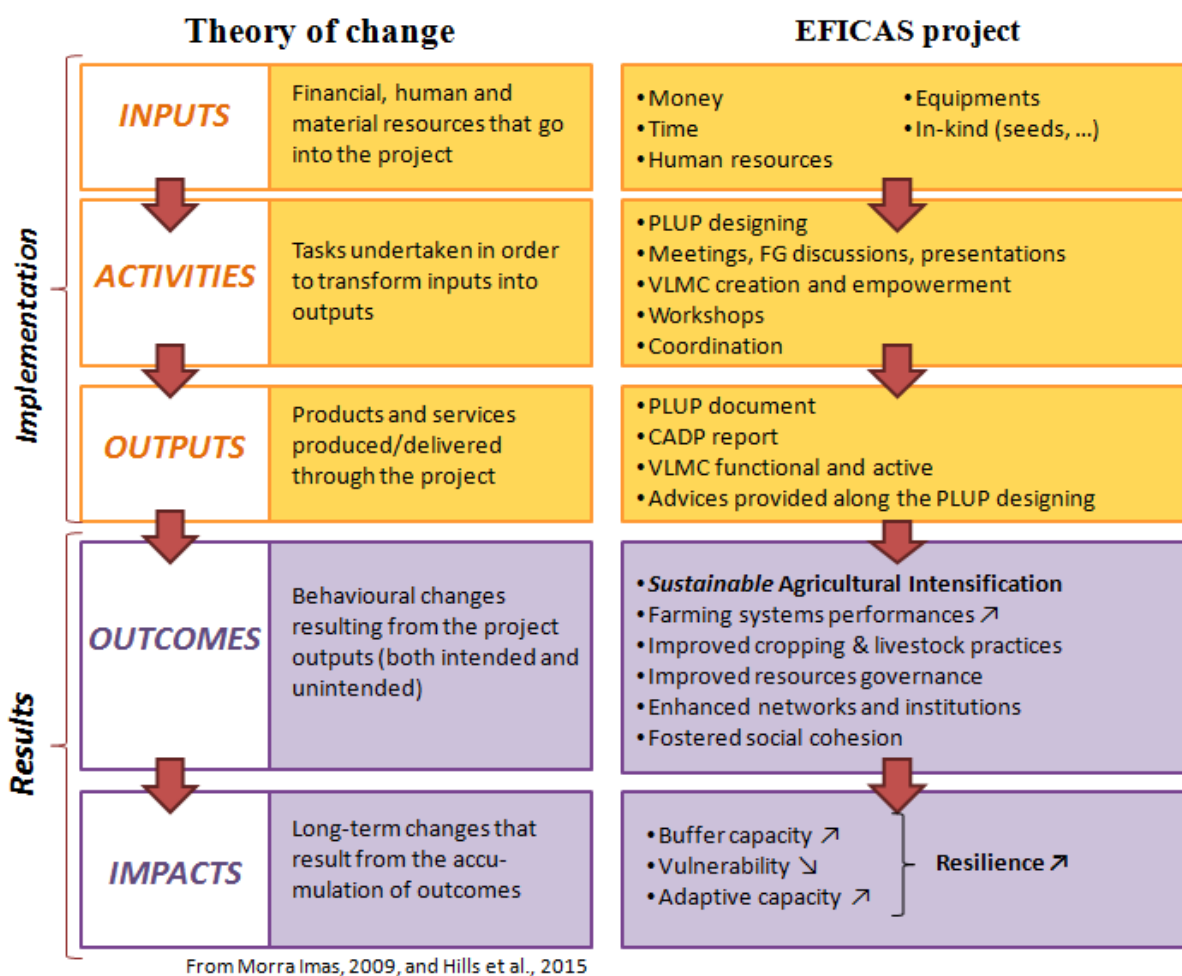 Theory of change
EFICAS project
Implementation
INPUTS
Financial, human and
material resources that go
into the project
•Money
•Time
•Human resources
•Equipments
•In-kind (seeds, ...)
ACTIVITIES
Tasks undertaken in order
to transform inputs into
outputs
•PLUP designing
•Meetings, FG discussions, presentations
•VLMC creation and empowerment
•Workshops
•Coordination
OUTPUTS
Products and services
produced/delivered
through the project
•PLUP document
•CADP report
•VLMC functional and active
•Advices provided along the PLUP designing
Results
OUTCOMES
Behavioural changes
resulting from the project
outputs (both intended and
unintended)
•Sustainable Agricultural Intensification
•Farming systems performances ↗
•Improved cropping & livestock practices
•Improved resources governance
•Enhanced networks and institutions
•Fostered social cohesion
IMPACTS
Long-term changes that
result from the accu-
mulation of outcomes
•Buffer capacity ↗
•Vulnerability ↘
•Adaptive capacity ↗
Resilience ↗
From Morra Imas, 2009, and Hills et al., 2015